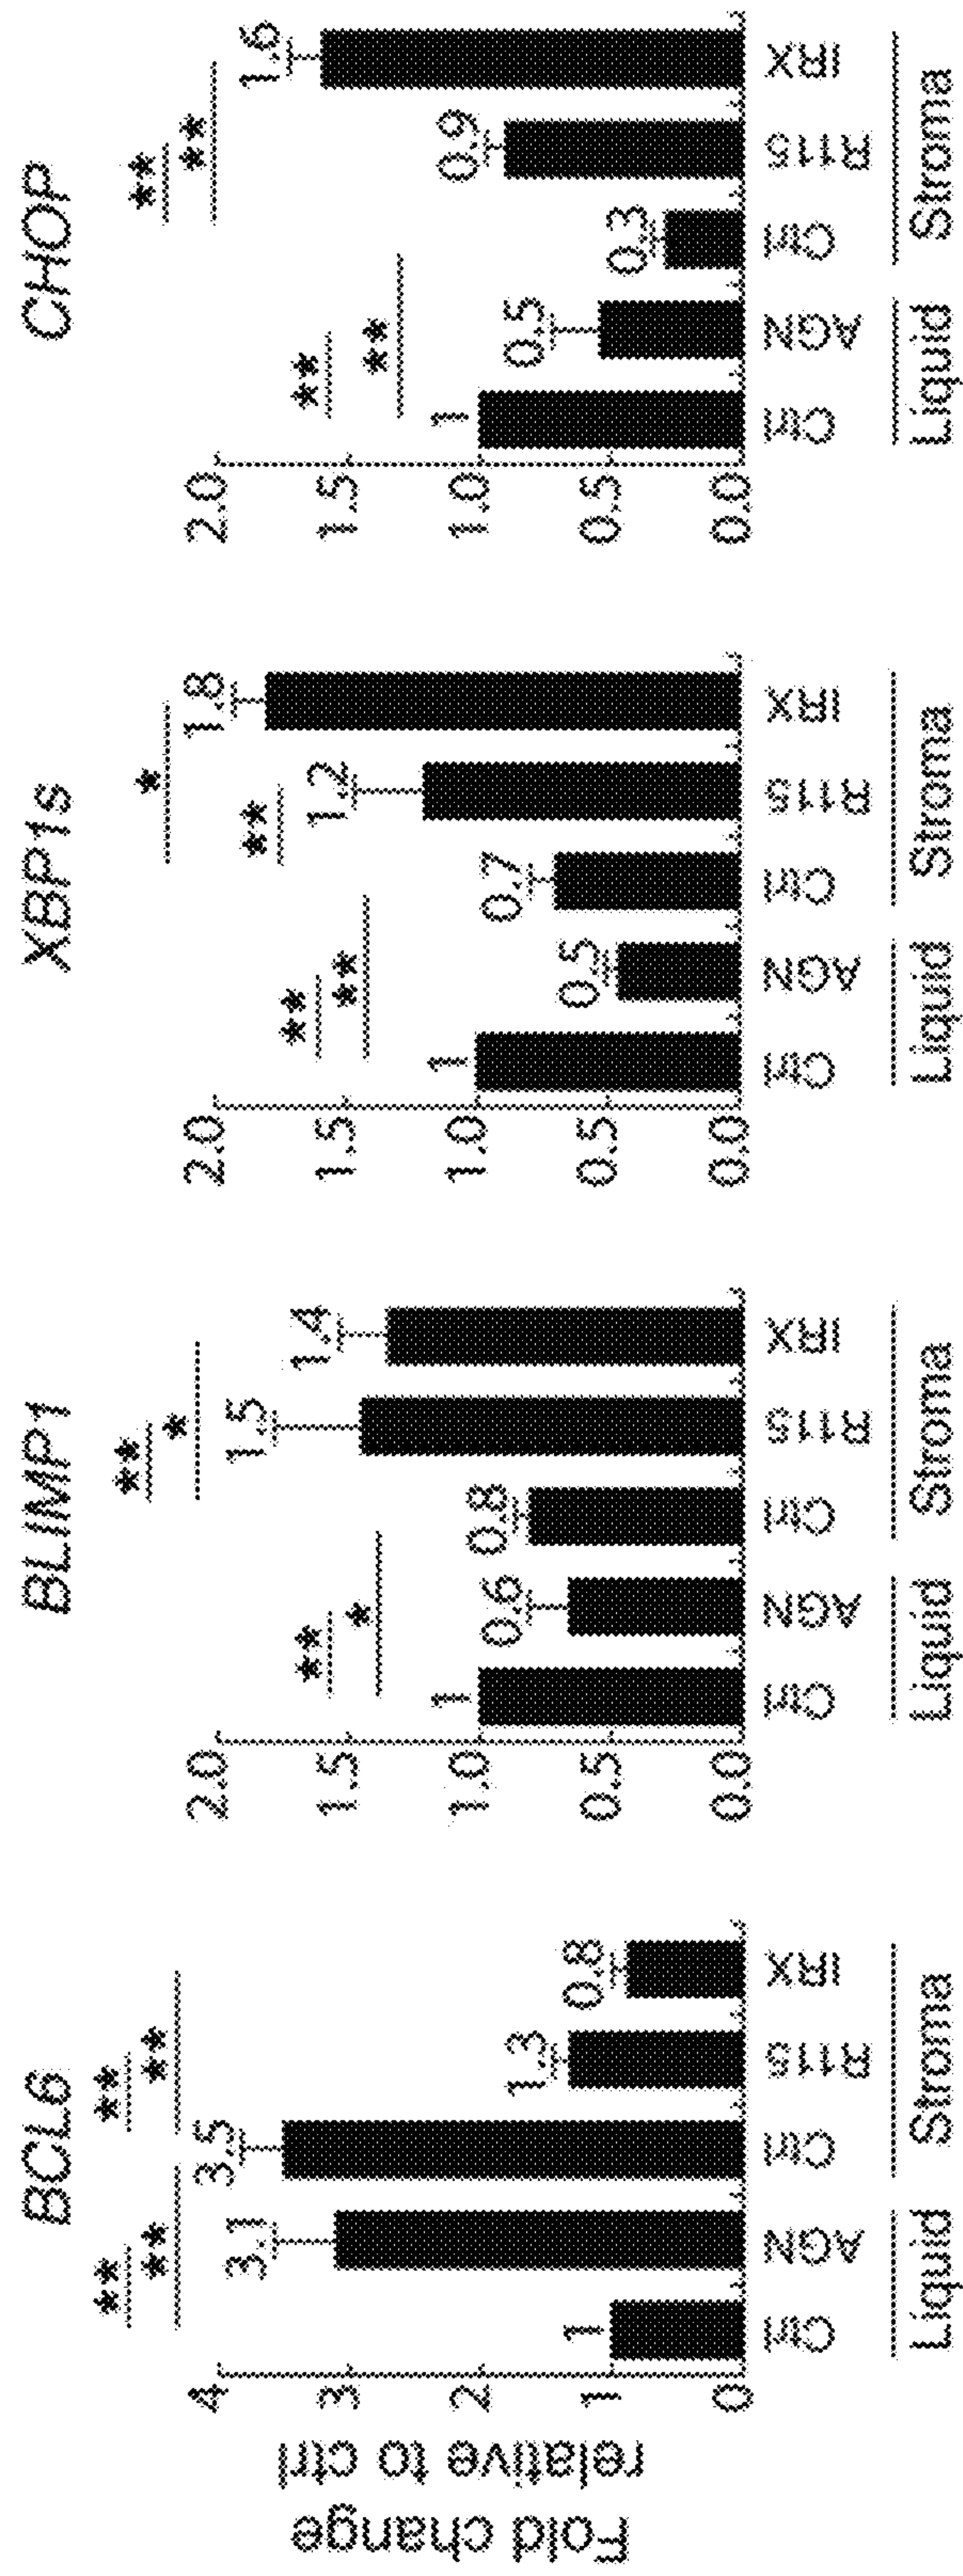 Fold change
relative to ctrl
BCL6
** ** ** **
4
3
2
1
0
1 3.1 3.5 1.3 0.8
Ctrl AGN Ctrl R115 IRX
Liquid Stroma
BLIMP1
** * ** *
2.0
1.5
1.0
0.5
0.0
1 0.6 0.8 1.5 1.4
Ctrl AGN Ctrl R115 IRX
Liquid Stroma
XBP1s
** ** ** *
2.0
1.5
1.0
0.5
0.0
1 0.5 0.7 1.2 1.8
Ctrl AGN Ctrl R115 IRX
Liquid Stroma
CHOP
** ** ** **
2.0
1.5
1.0
0.5
0.0
1 0.5 0.3 0.9 1.6
Ctrl AGN Ctrl R115 IRX
Liquid Stroma